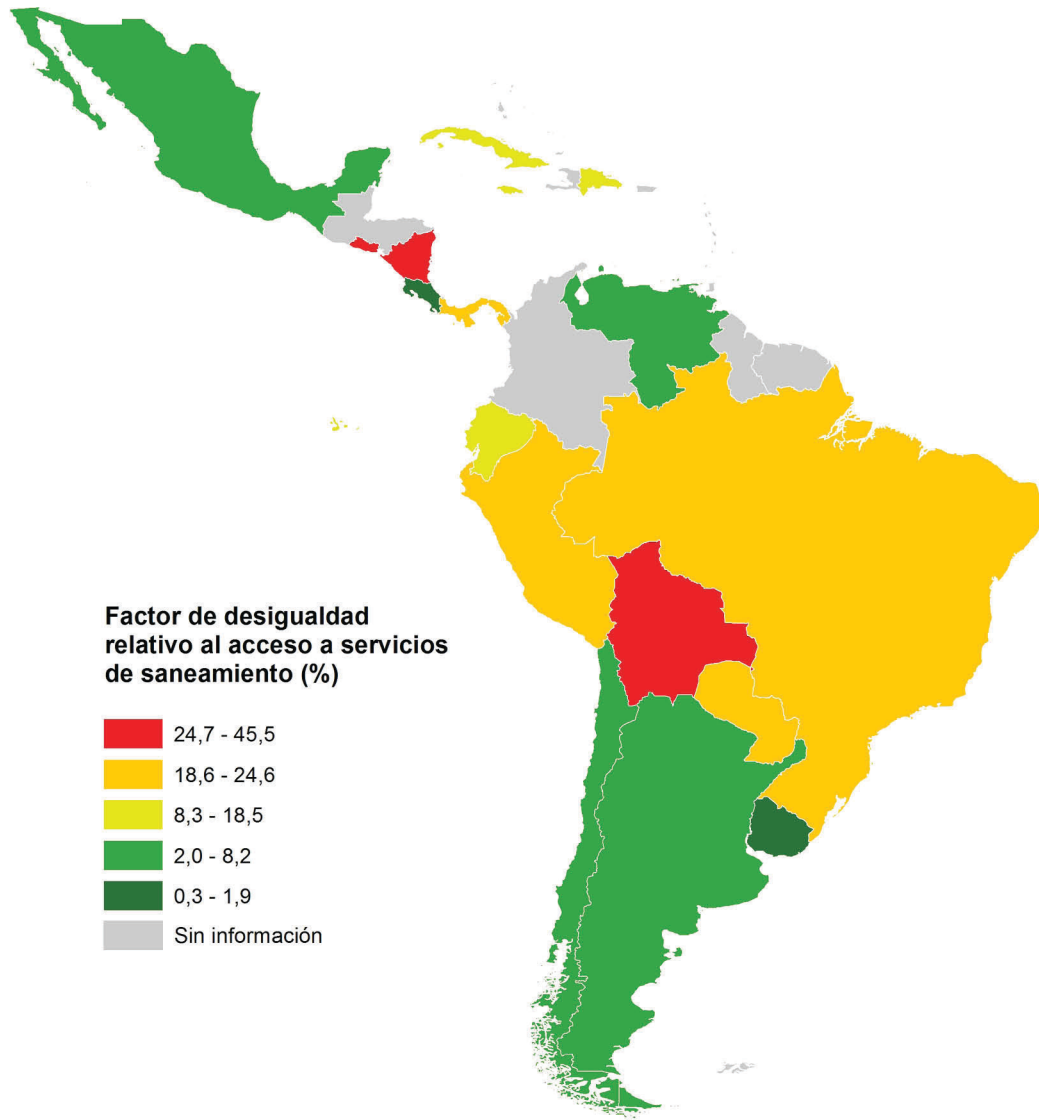 Factor de desigualdad
relativo al acceso a servicios
de saneamiento (%)
24,7 - 45,5
18,6 - 24,6
8,3 - 18,5
2,0 - 8,2
0,3 - 1,9
Sin información